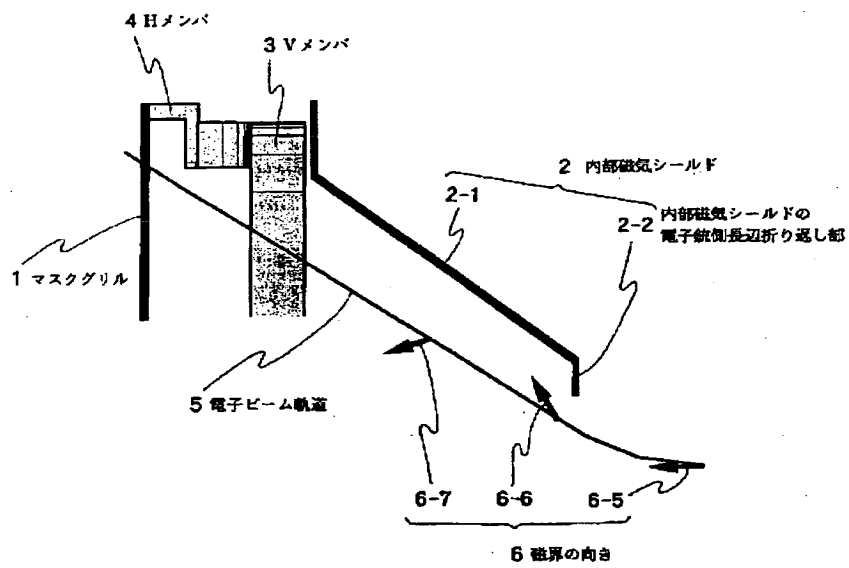 4 Hメンバ
3 Vメンバ
2 内部磁気シールド
2-1
2-2 内部磁気シールドの
電子銃側長辺折り返し部
1 マスクグリル
5 電子ビーム軌道
6-7
6-6
6-5
6 磁界の向き